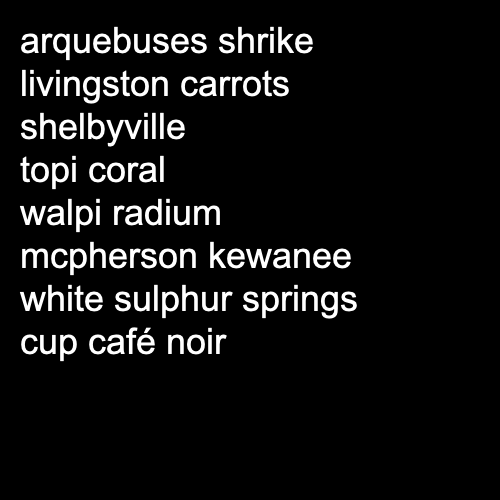 arquebuses shrike
livingston carrots
shelbyville
topi coral
walpi radium
mcpherson kewanee
white sulphur springs
cup café noir